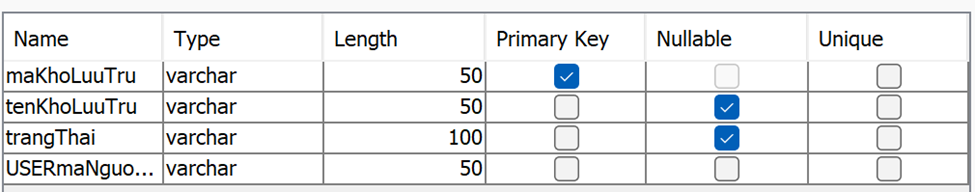 Name Type Length Primary Key Nullable Unique
maKhoLuuTru varchar 50
tenKhoLuuTru varchar 50
trangThai varchar 100
USERmaNguo... varchar 50